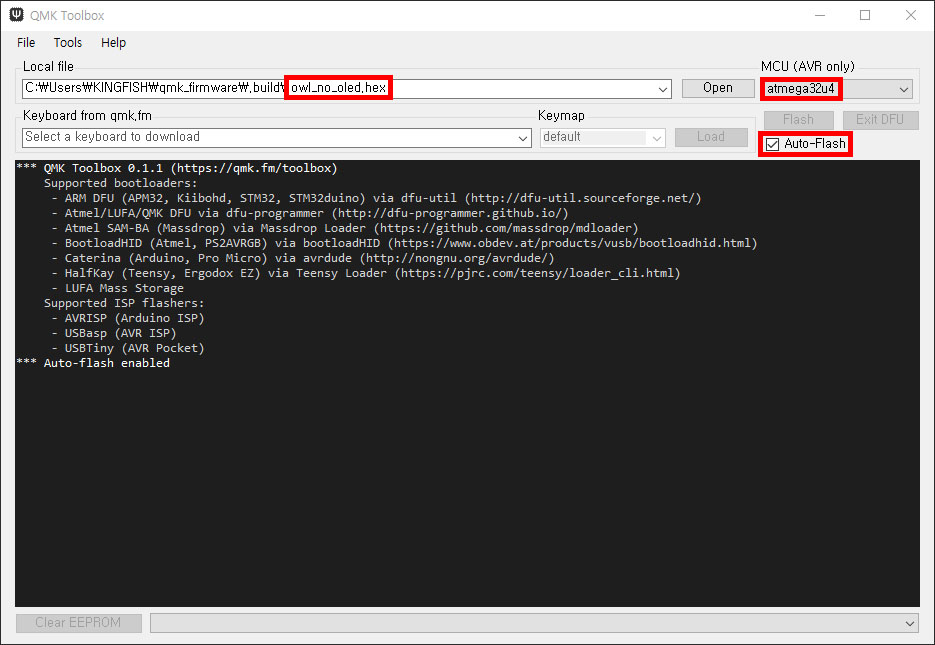 QMK Toolbox
File Tools Help
Local file
MCU (AVR only)
C:₩Users₩KINGFISH₩qmk_firmware₩.build₩owl_no_oled.hex
Open
atmega32u4
Keyboard from qmk.fm
Keymap
Flash
Exit DFU
Select a keyboard to download
default
Load
Auto-Flash
*** QMK Toolbox 0.1.1 (https://qmk.fm/toolbox)
Supported bootloaders:
- ARM DFU (APM32, Kiibohd, STM32, STM32duino) via dfu-util (http://dfu-util.sourceforge.net/)
- Atmel/LUFA/QMK DFU via dfu-programmer (http://dfu-programmer.github.io/)
- Atmel SAM-BA (Massdrop) via Massdrop Loader (https://github.com/massdrop/mdloader)
- BootloadHID (Atmel, PS2AVRGB) via bootloadHID (https://www.obdev.at/products/vusb/bootloadhid.html)
- Caterina (Arduino, Pro Micro) via avrdude (http://nongnu.org/avrdude/)
- HalfKay (Teensy, Ergodox EZ) via Teensy Loader (https://pjrc.com/teensy/loader_cli.html)
- LUFA Mass Storage
Supported ISP flashers:
- AVRISP (Arduino ISP)
- USBasp (AVR ISP)
- USBTiny (AVR Pocket)
*** Auto-flash enabled
Clear EEPROM